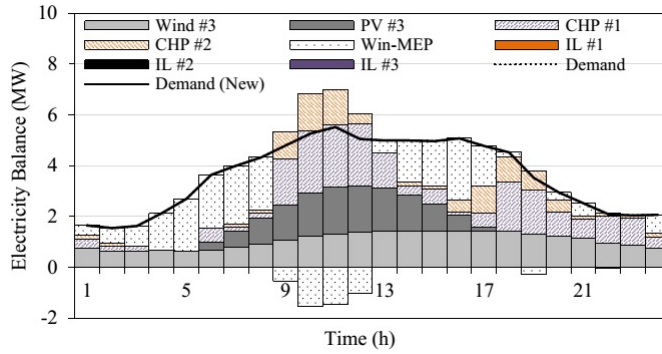 10
Wind #3 PV #3 CHP #1
CHP #2 Win-MEP IL #1
8
IL #2 IL #3 Demand
Demand (New)
6
4
2
0
-2
Electricity Balance (MW)
1 5 9 13 17 21
Time (h)